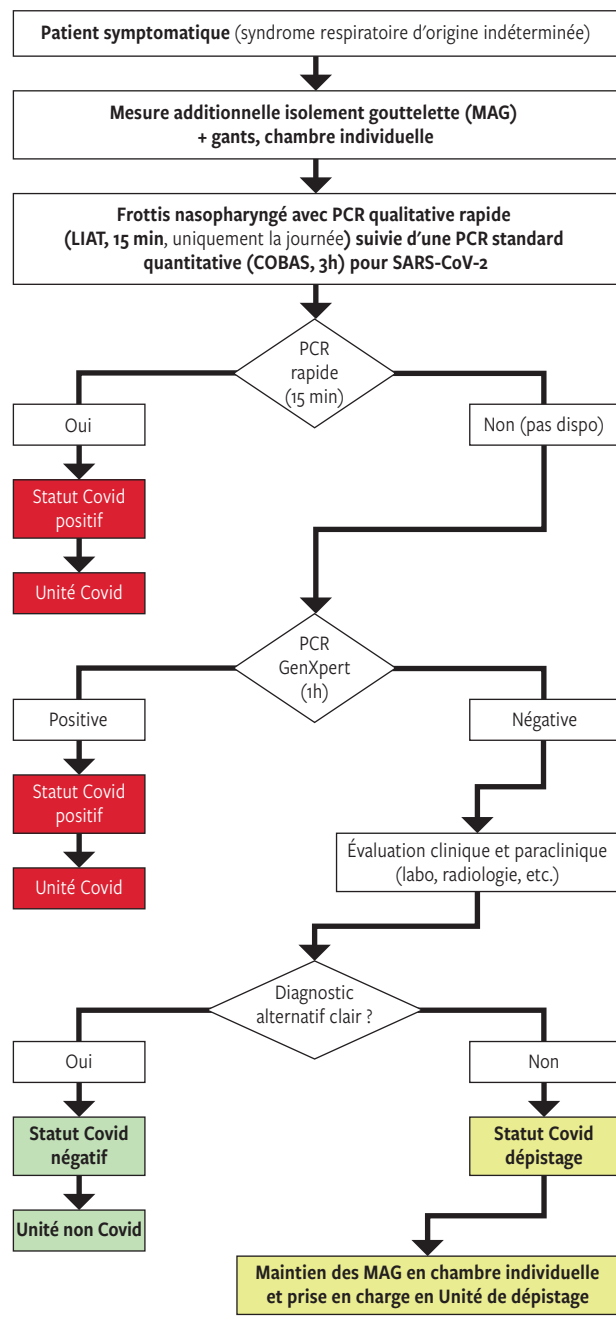 Patient symptomatique (syndrome respiratoire d'origine indéterminée)
Mesure additionnelle isolement gouttelette (MAG)
+ gants, chambre individuelle
Frottis nasopharyngé avec PCR qualitative rapide
(LIAT, 15 min, uniquement la journée) suivie d'une PCR standard
quantitative (COBAS, 3h) pour SARS-CoV-2
PCR
rapide
(15 min)
Oui
Non (pas dispo)
Statut Covid
positif
Unité Covid
PCR
GenXpert
(1h)
Positive
Négative
Statut Covid
positif
Unité Covid
Évaluation clinique et paraclinique
(labo, radiologie, etc.)
Diagnostic
alternatif clair ?
Oui
Non
Statut Covid
négatif
Statut Covid
dépistage
Unité non Covid
Maintien des MAG en chambre individuelle
et prise en charge en Unité de dépistage